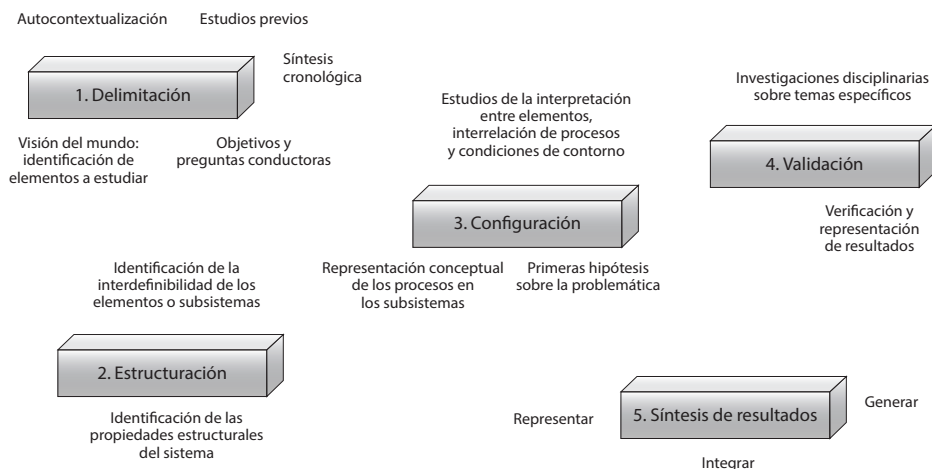 Autocontextualización
Estudios previos
Síntesis
cronológica
1. Delimitación
Visión del mundo:
identificación de
elementos a estudiar
Objetivos y
preguntas conductoras
Identificación de la
interdefinibilidad de los
elementos o subsistemas
2. Estructuración
Identificación de las
propiedades estructurales
del sistema
Estudios de la interpretación
entre elementos,
interrelación de procesos
y condiciones de contorno
3. Configuración
Representación conceptual
de los procesos en
los subsistemas
Primeras hipótesis
sobre la problemática
Investigaciones disciplinarias
sobre temas específicos
4. Validación
Verificación y
representación
de resultados
Representar
5. Síntesis de resultados
Generar
Integrar